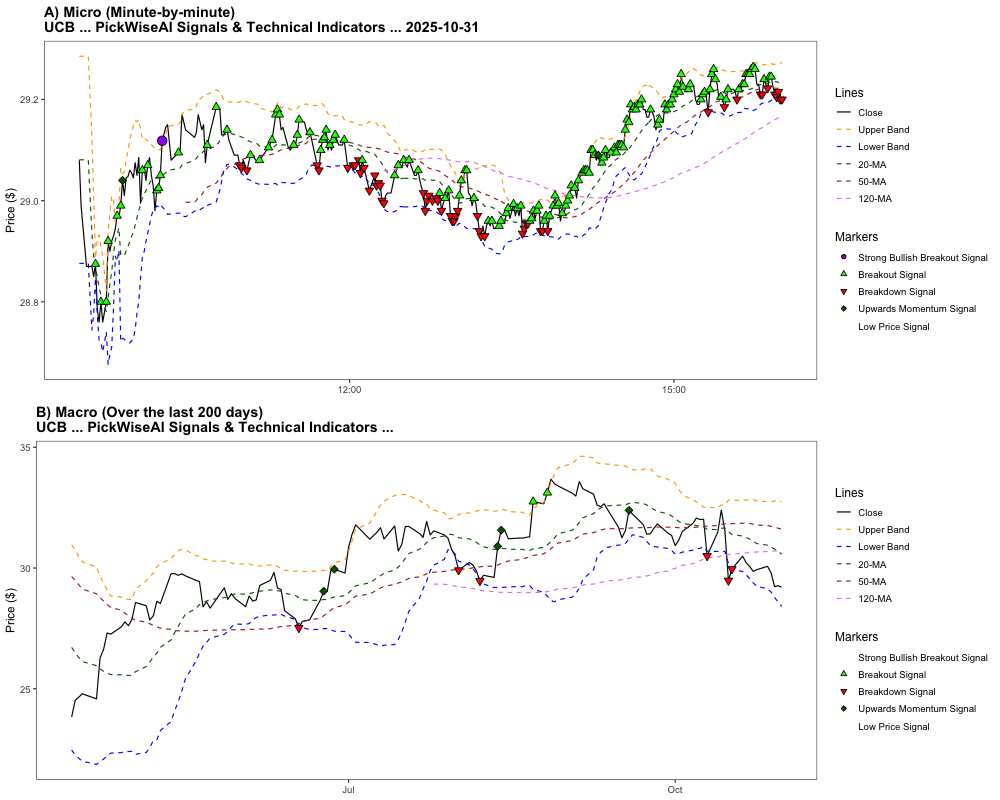 A) Micro (Minute-by-minute)
UCB ... PickWiseAI Signals & Technical Indicators ... 2025-10-31
Price ($)
29.2
29.0
28.8
12:00
15:00
Lines
Close
Upper Band
Lower Band
20-MA
50-MA
120-MA
Markers
Strong Bullish Breakout Signal
Breakout Signal
Breakdown Signal
Upwards Momentum Signal
Low Price Signal
B) Macro (Over the last 200 days)
UCB ... PickWiseAI Signals & Technical Indicators ...
Price ($)
35
30
25
Jul
Oct
Lines
Close
Upper Band
Lower Band
20-MA
50-MA
120-MA
Markers
Strong Bullish Breakout Signal
Breakout Signal
Breakdown Signal
Upwards Momentum Signal
Low Price Signal